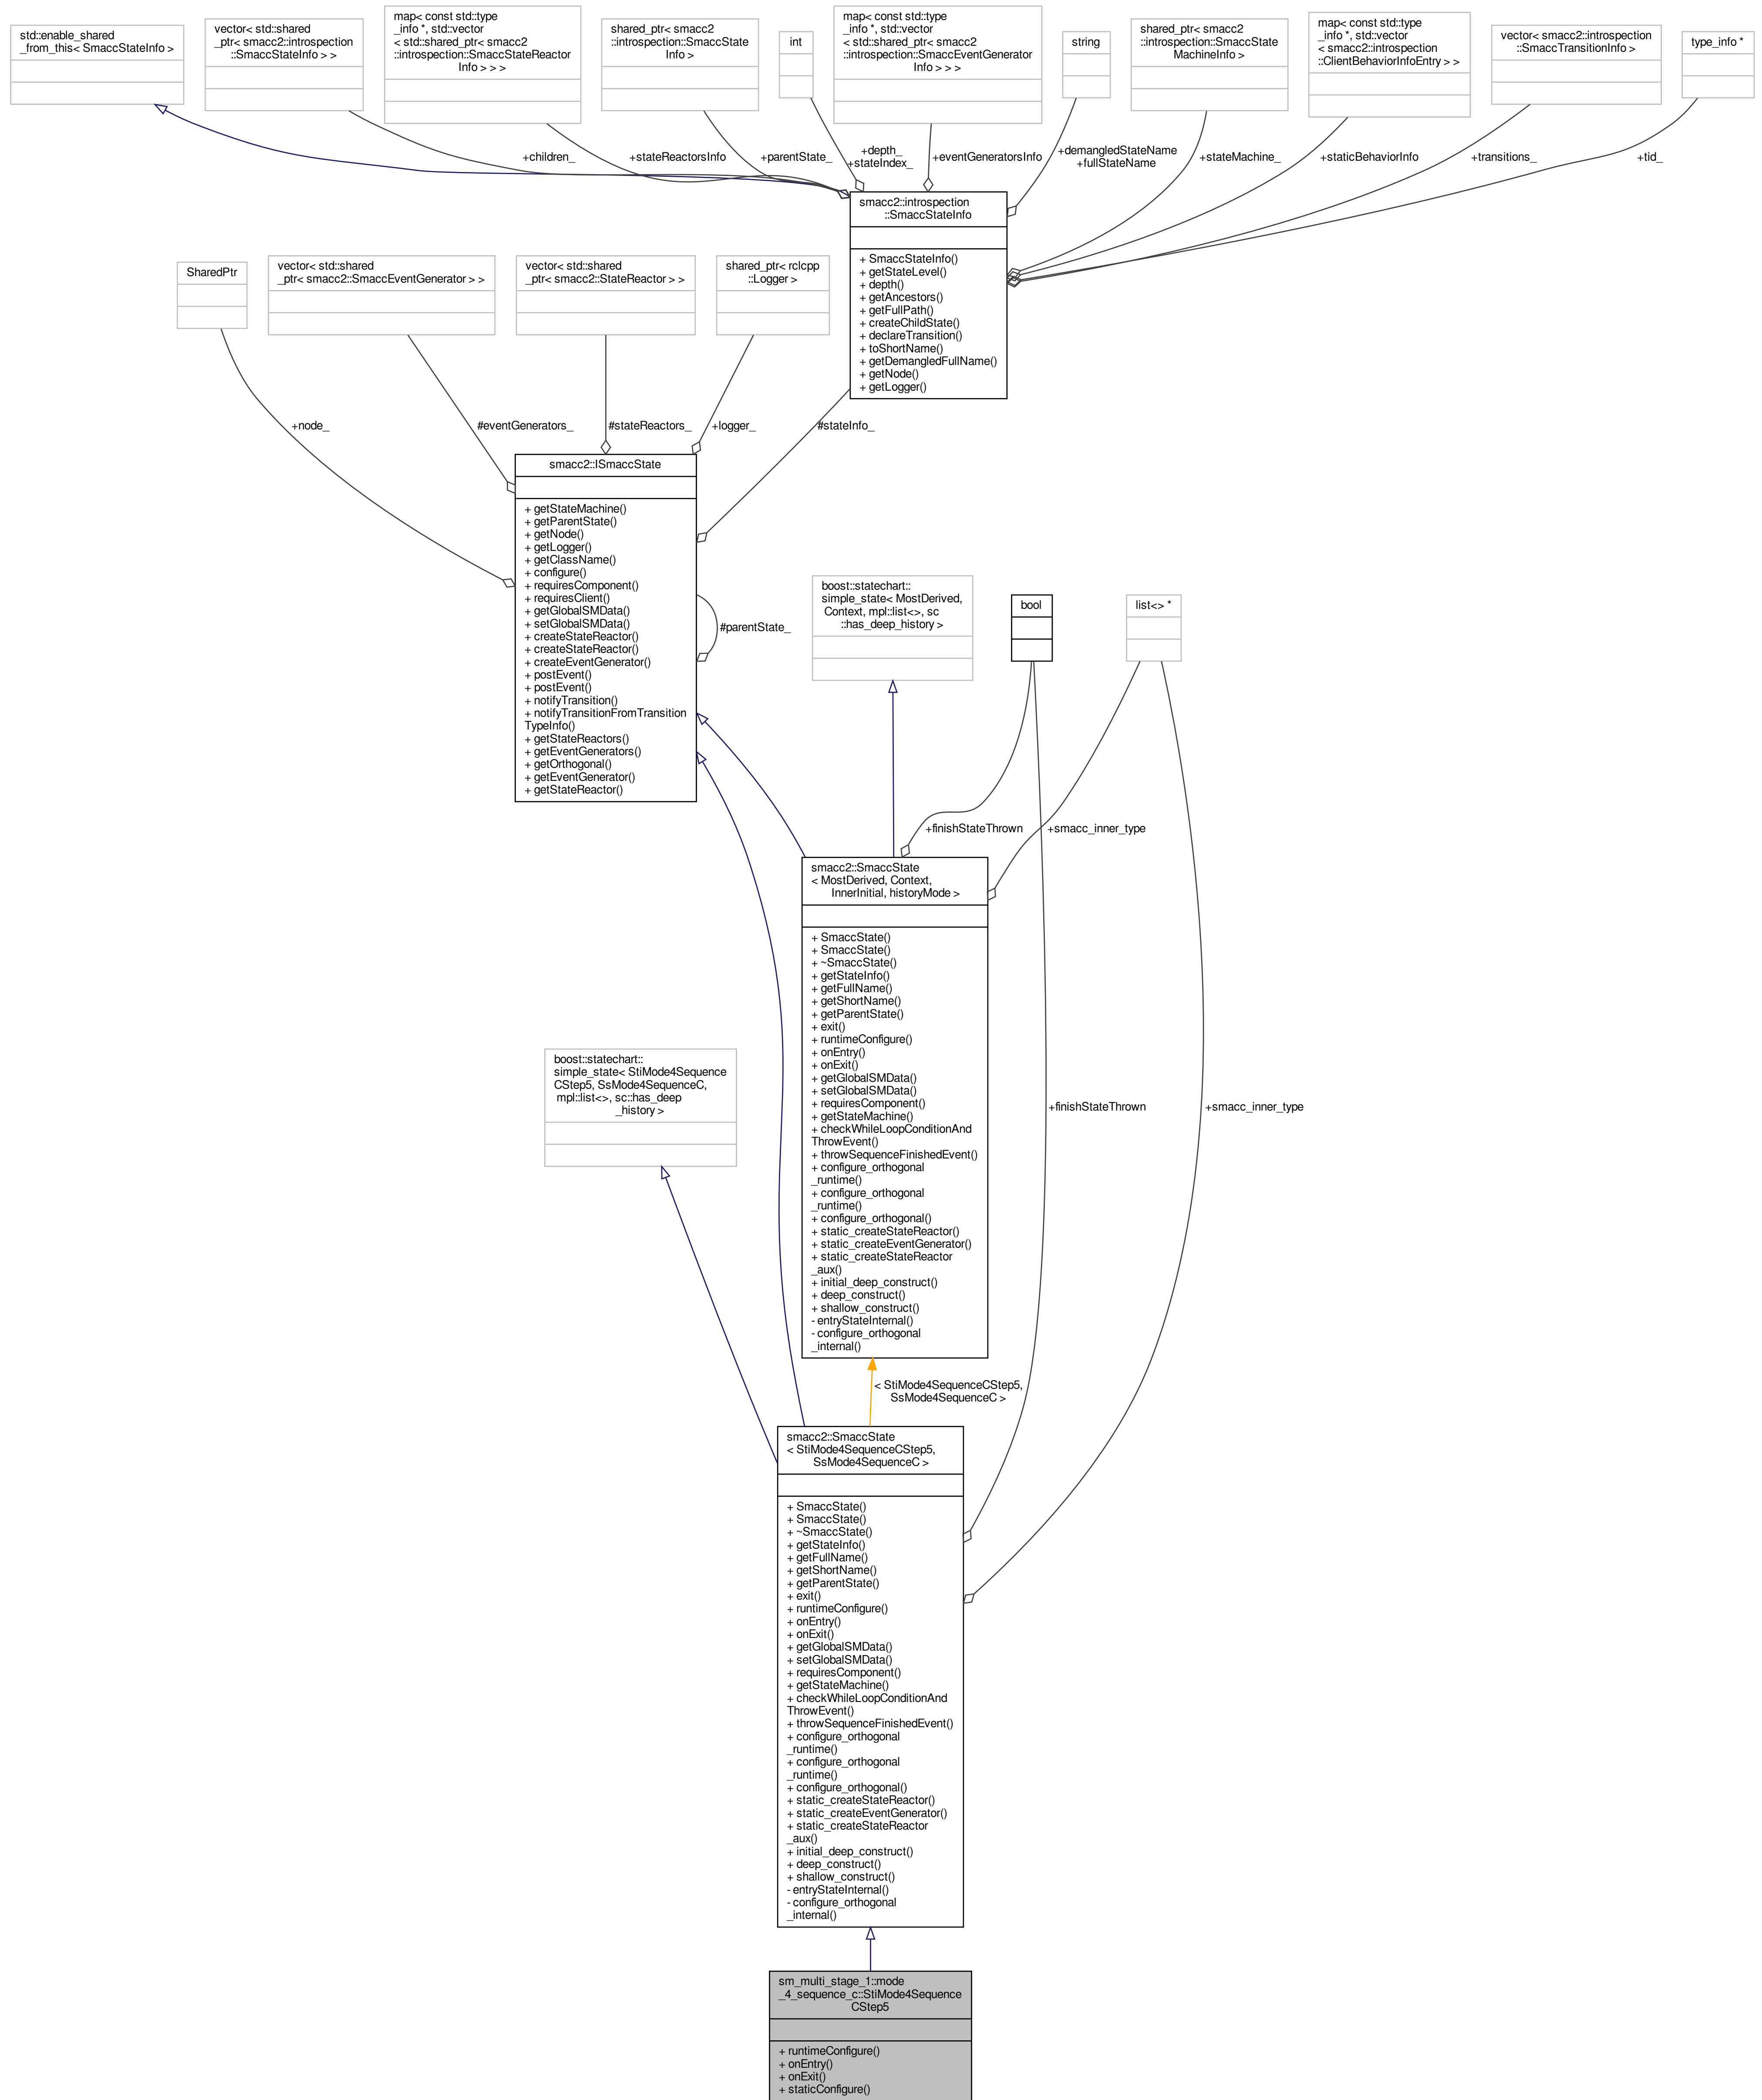 std::enable_shared
_from_this< SmaccStateInfo >
vector< std::shared
_ptr< smacc2::introspection
::SmaccStateInfo > >
map< const std::type
_info *, std::vector
< std::shared_ptr< smacc2
::introspection::SmaccStateReactor
Info > > >
shared_ptr< smacc2
::introspection::SmaccState
Info >
int
map< const std::type
_info *, std::vector
< std::shared_ptr< smacc2
::introspection::SmaccEventGenerator
Info > > >
string
shared_ptr< smacc2
::introspection::SmaccState
MachineInfo >
map< const std::type
_info *, std::vector
< smacc2::introspection
::ClientBehaviorInfoEntry > >
vector< smacc2::introspection
::SmaccTransitionInfo >
type_info *
+children_
+stateReactorsInfo
+parentState_
+depth_
+stateIndex_
+eventGeneratorsInfo
+demangledStateName
+fullStateName
+stateMachine_
+staticBehaviorInfo
+transitions_
+tid_
smacc2::introspection
::SmaccStateInfo
+ SmaccStateInfo()
+ getStateLevel()
+ depth()
+ getAncestors()
+ getFullPath()
+ createChildState()
+ declareTransition()
+ toShortName()
+ getDemangledFullName()
+ getNode()
+ getLogger()
SharedPtr
vector< std::shared
_ptr< smacc2::SmaccEventGenerator > >
vector< std::shared
_ptr< smacc2::StateReactor > >
shared_ptr< rclcpp
::Logger >
+node_
#eventGenerators_
#stateReactors_
+logger_
#stateInfo_
smacc2::ISmaccState
+ getStateMachine()
+ getParentState()
+ getNode()
+ getLogger()
+ getClassName()
+ configure()
+ requiresComponent()
+ requiresClient()
+ getGlobalSMData()
+ setGlobalSMData()
+ createStateReactor()
+ createStateReactor()
+ createEventGenerator()
+ postEvent()
+ postEvent()
+ notifyTransition()
+ notifyTransitionFromTransition
TypeInfo()
+ getStateReactors()
+ getEventGenerators()
+ getOrthogonal()
+ getEventGenerator()
+ getStateReactor()
#parentState_
boost::statechart::
simple_state< MostDerived,
Context, mpl::list<>, sc
::has_deep_history >
bool
list<> *
+finishStateThrown
+smacc_inner_type
smacc2::SmaccState
< MostDerived, Context,
InnerInitial, historyMode >
+ SmaccState()
+ SmaccState()
+ ~SmaccState()
+ getStateInfo()
+ getFullName()
+ getShortName()
+ getParentState()
+ exit()
+ runtimeConfigure()
+ onEntry()
+ onExit()
+ getGlobalSMData()
+ setGlobalSMData()
+ requiresComponent()
+ getStateMachine()
+ checkWhileLoopConditionAnd
ThrowEvent()
+ throwSequenceFinishedEvent()
+ configure_orthogonal
_runtime()
+ configure_orthogonal
_runtime()
+ configure_orthogonal()
+ static_createStateReactor()
+ static_createEventGenerator()
+ static_createStateReactor
_aux()
+ initial_deep_construct()
+ deep_construct()
+ shallow_construct()
- entryStateInternal()
- configure_orthogonal
_internal()
boost::statechart::
simple_state< StiMode4Sequence
CStep5, SsMode4SequenceC,
mpl::list<>, sc::has_deep
_history >
+finishStateThrown
+smacc_inner_type
< StiMode4SequenceCStep5,
SsMode4SequenceC >
smacc2::SmaccState
< StiMode4SequenceCStep5,
SsMode4SequenceC >
+ SmaccState()
+ SmaccState()
+ ~SmaccState()
+ getStateInfo()
+ getFullName()
+ getShortName()
+ getParentState()
+ exit()
+ runtimeConfigure()
+ onEntry()
+ onExit()
+ getGlobalSMData()
+ setGlobalSMData()
+ requiresComponent()
+ getStateMachine()
+ checkWhileLoopConditionAnd
ThrowEvent()
+ throwSequenceFinishedEvent()
+ configure_orthogonal
_runtime()
+ configure_orthogonal
_runtime()
+ configure_orthogonal()
+ static_createStateReactor()
+ static_createEventGenerator()
+ static_createStateReactor
_aux()
+ initial_deep_construct()
+ deep_construct()
+ shallow_construct()
- entryStateInternal()
- configure_orthogonal
_internal()
sm_multi_stage_1::mode
_4_sequence_c::StiMode4Sequence
CStep5
+ runtimeConfigure()
+ onEntry()
+ onExit()
+ staticConfigure()